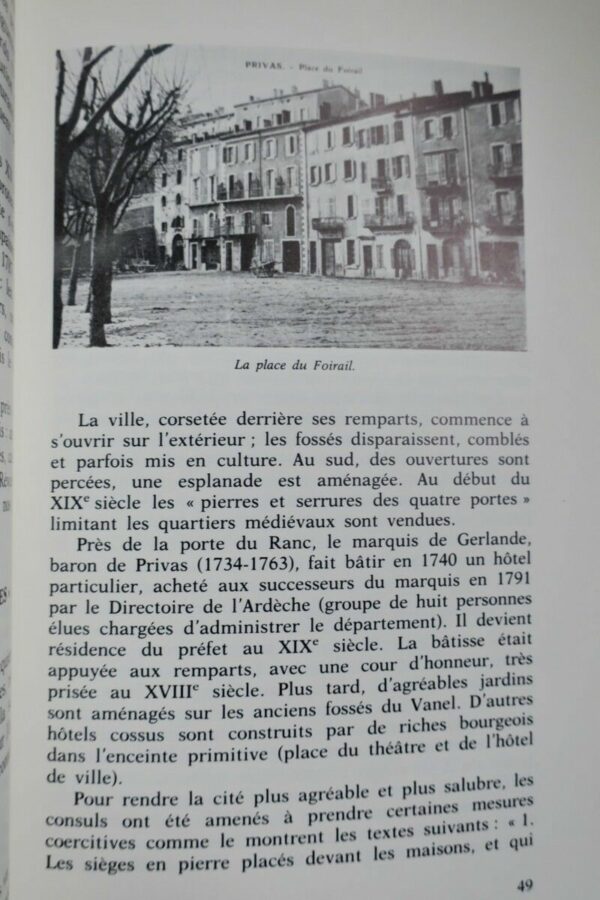 PRIVAS. - Place du Foirail
La place du Foirail.
La ville, corsetée derrière ses remparts, commence à
s'ouvrir sur l'extérieur ; les fossés disparaissent, comblés
et parfois mis en culture. Au sud, des ouvertures sont
percées, une esplanade est aménagée. Au début du
XIXe siècle les « pierres et serrures des quatre portes »
limitant les quartiers médiévaux sont vendues.
Près de la porte du Ranc, le marquis de Gerlande,
baron de Privas (1734-1763), fait bâtir en 1740 un hôtel
particulier, acheté aux successeurs du marquis en 1791
par le Directoire de l'Ardèche (groupe de huit personnes
élues chargées d'administrer le département). Il devient
résidence du préfet au XIXe siècle. La bâtisse était
appuyée aux remparts, avec une cour d'honneur, très
prisée au XVIIIe siècle. Plus tard, d'agréables jardins
sont aménagés sur les anciens fossés du Vanel. D'autres
hôtels cossus sont construits par de riches bourgeois
dans l'enceinte primitive (place du théâtre et de l'hôtel
de ville).
Pour rendre la cité plus agréable et plus salubre, les
consuls ont été amenés à prendre certaines mesures
coercitives comme le montrent les textes suivants : « 1.
Les sièges en pierre placés devant les maisons, et qui
49